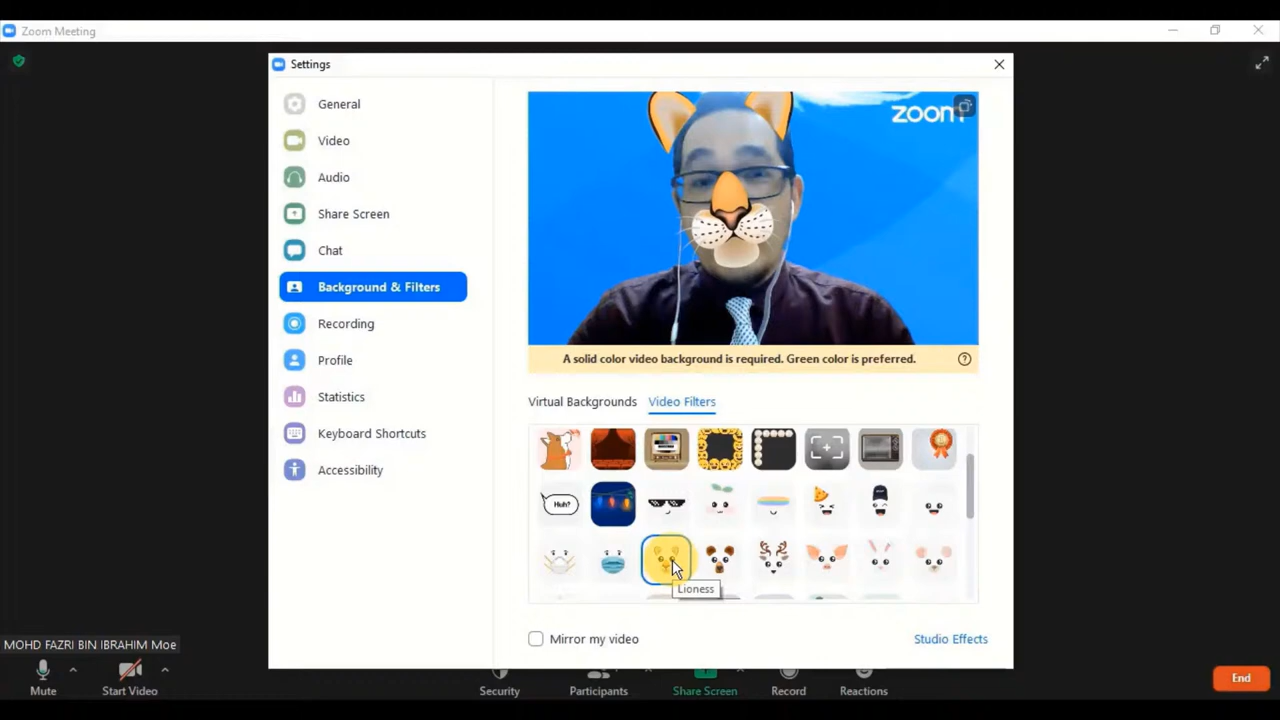 Zoom Meeting
Settings
General
Video
Audio
Share Screen
Chat
Background & Filters
Recording
Profile
Statistics
Keyboard Shortcuts
Accessibility
zoom
A solid color video background is required. Green color is preferred.
Virtual Backgrounds
Video Filters
Huh?
Lioness
Mirror my video
Studio Effects
MOHD FAZRI BIN IBRAHIM Moe
Mute
Start Video
Security
Participants
Share Screen
Record
Reactions
End